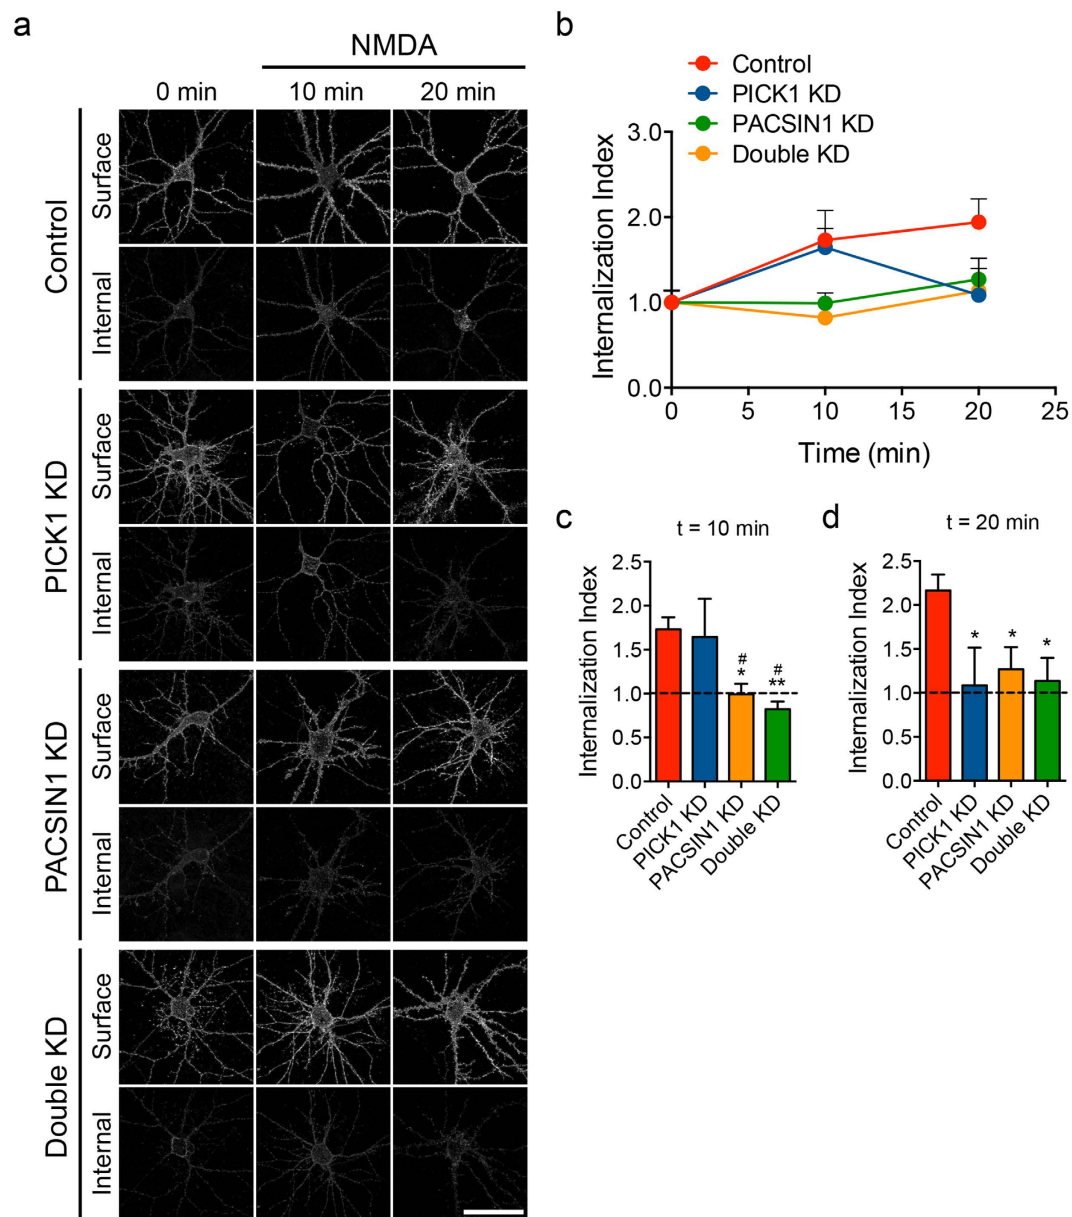 a
NMDA
0 min
10 min
20 min
Control
Surface
Internal
PICK1 KD
Surface
Internal
PACSIN1 KD
Surface
Internal
Double KD
Surface
Internal
b
Control
PICK1 KD
PACSIN1 KD
Double KD
Internalization Index
3.0
2.0
1.0
0.0
0 5 10 15 20 25
Time (min)
c
t = 10 min
Internalization Index
2.5
2.0
1.5
1.0
0.5
0.0
# #
* **
Control
PICK1 KD
PACSIN1 KD
Double KD
d
t = 20 min
Internalization Index
2.5
2.0
1.5
1.0
0.5
0.0
* * *
Control
PICK1 KD
PACSIN1 KD
Double KD